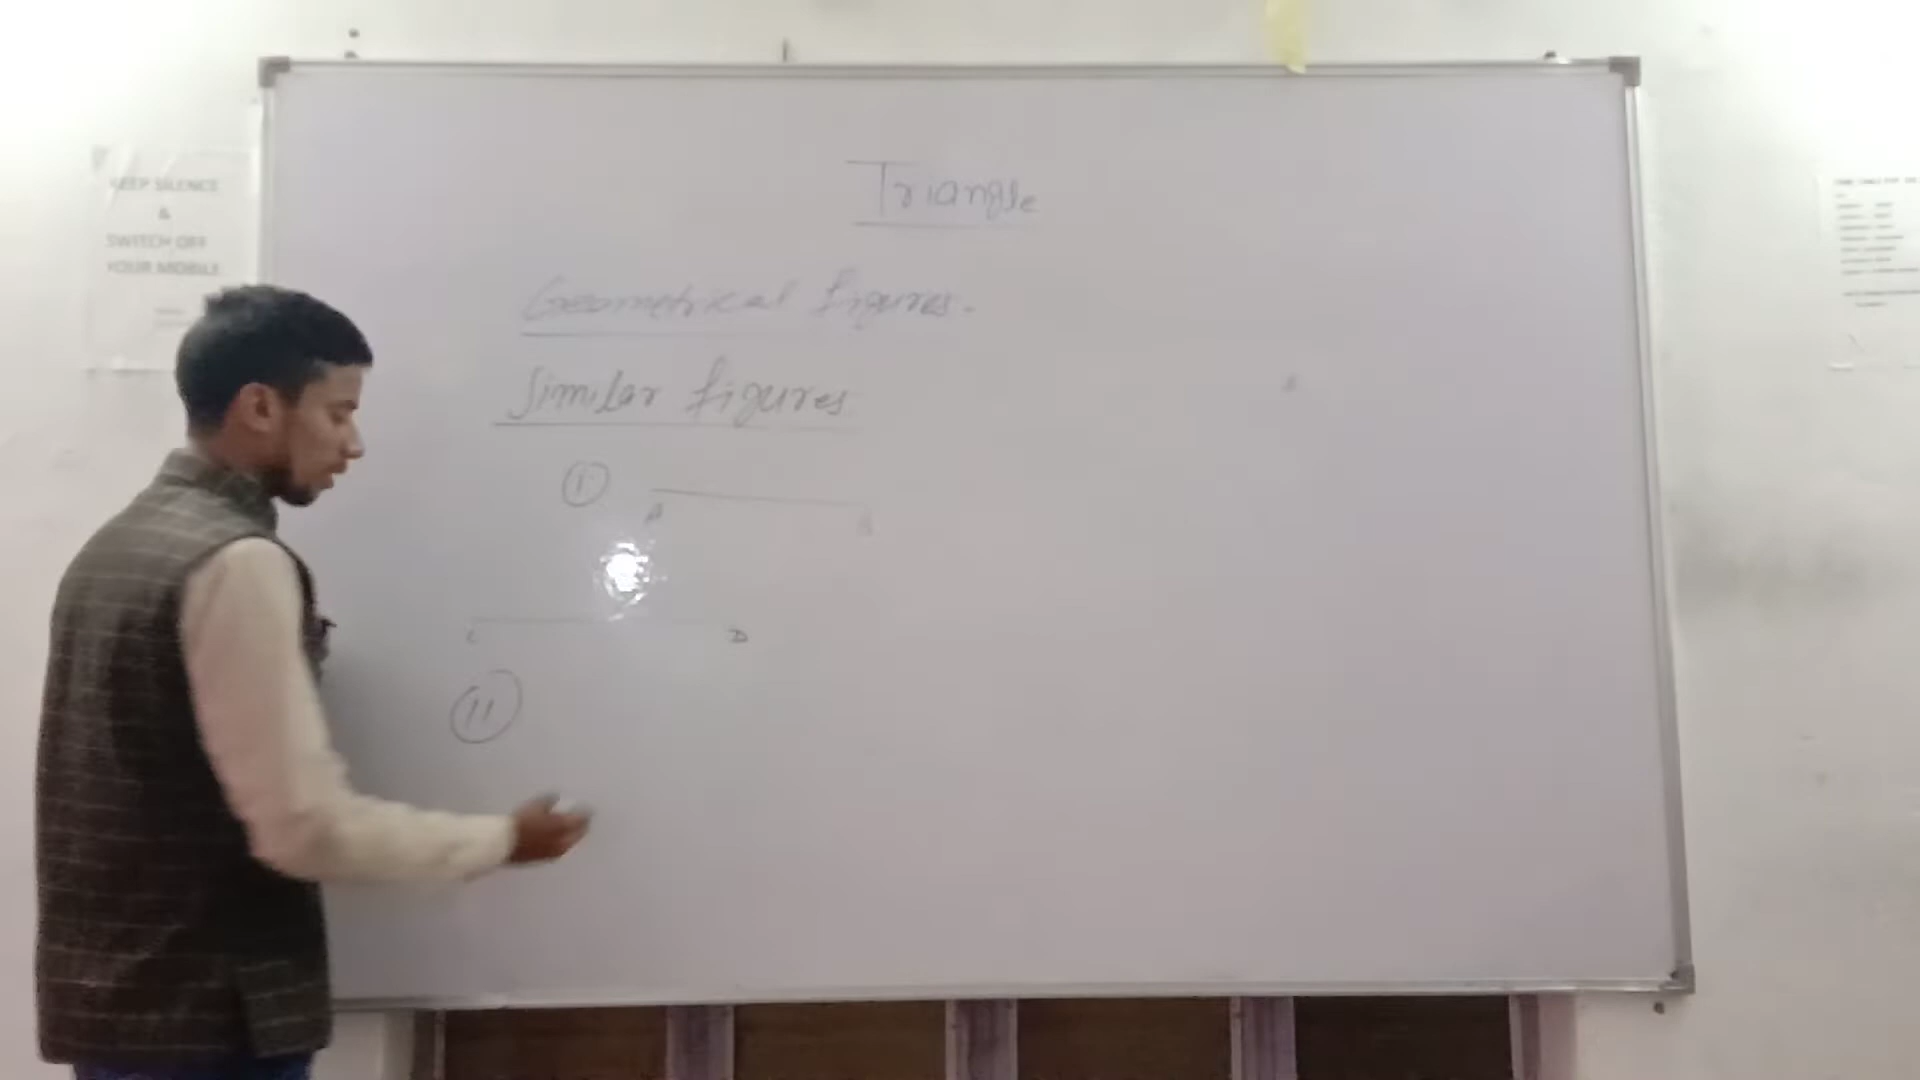 KEEP SILENCE
&
SWITCH OFF
YOUR MOBILE
Triangle
Geometrical figures.
Similar figures
(i)
A B
C D
(ii)